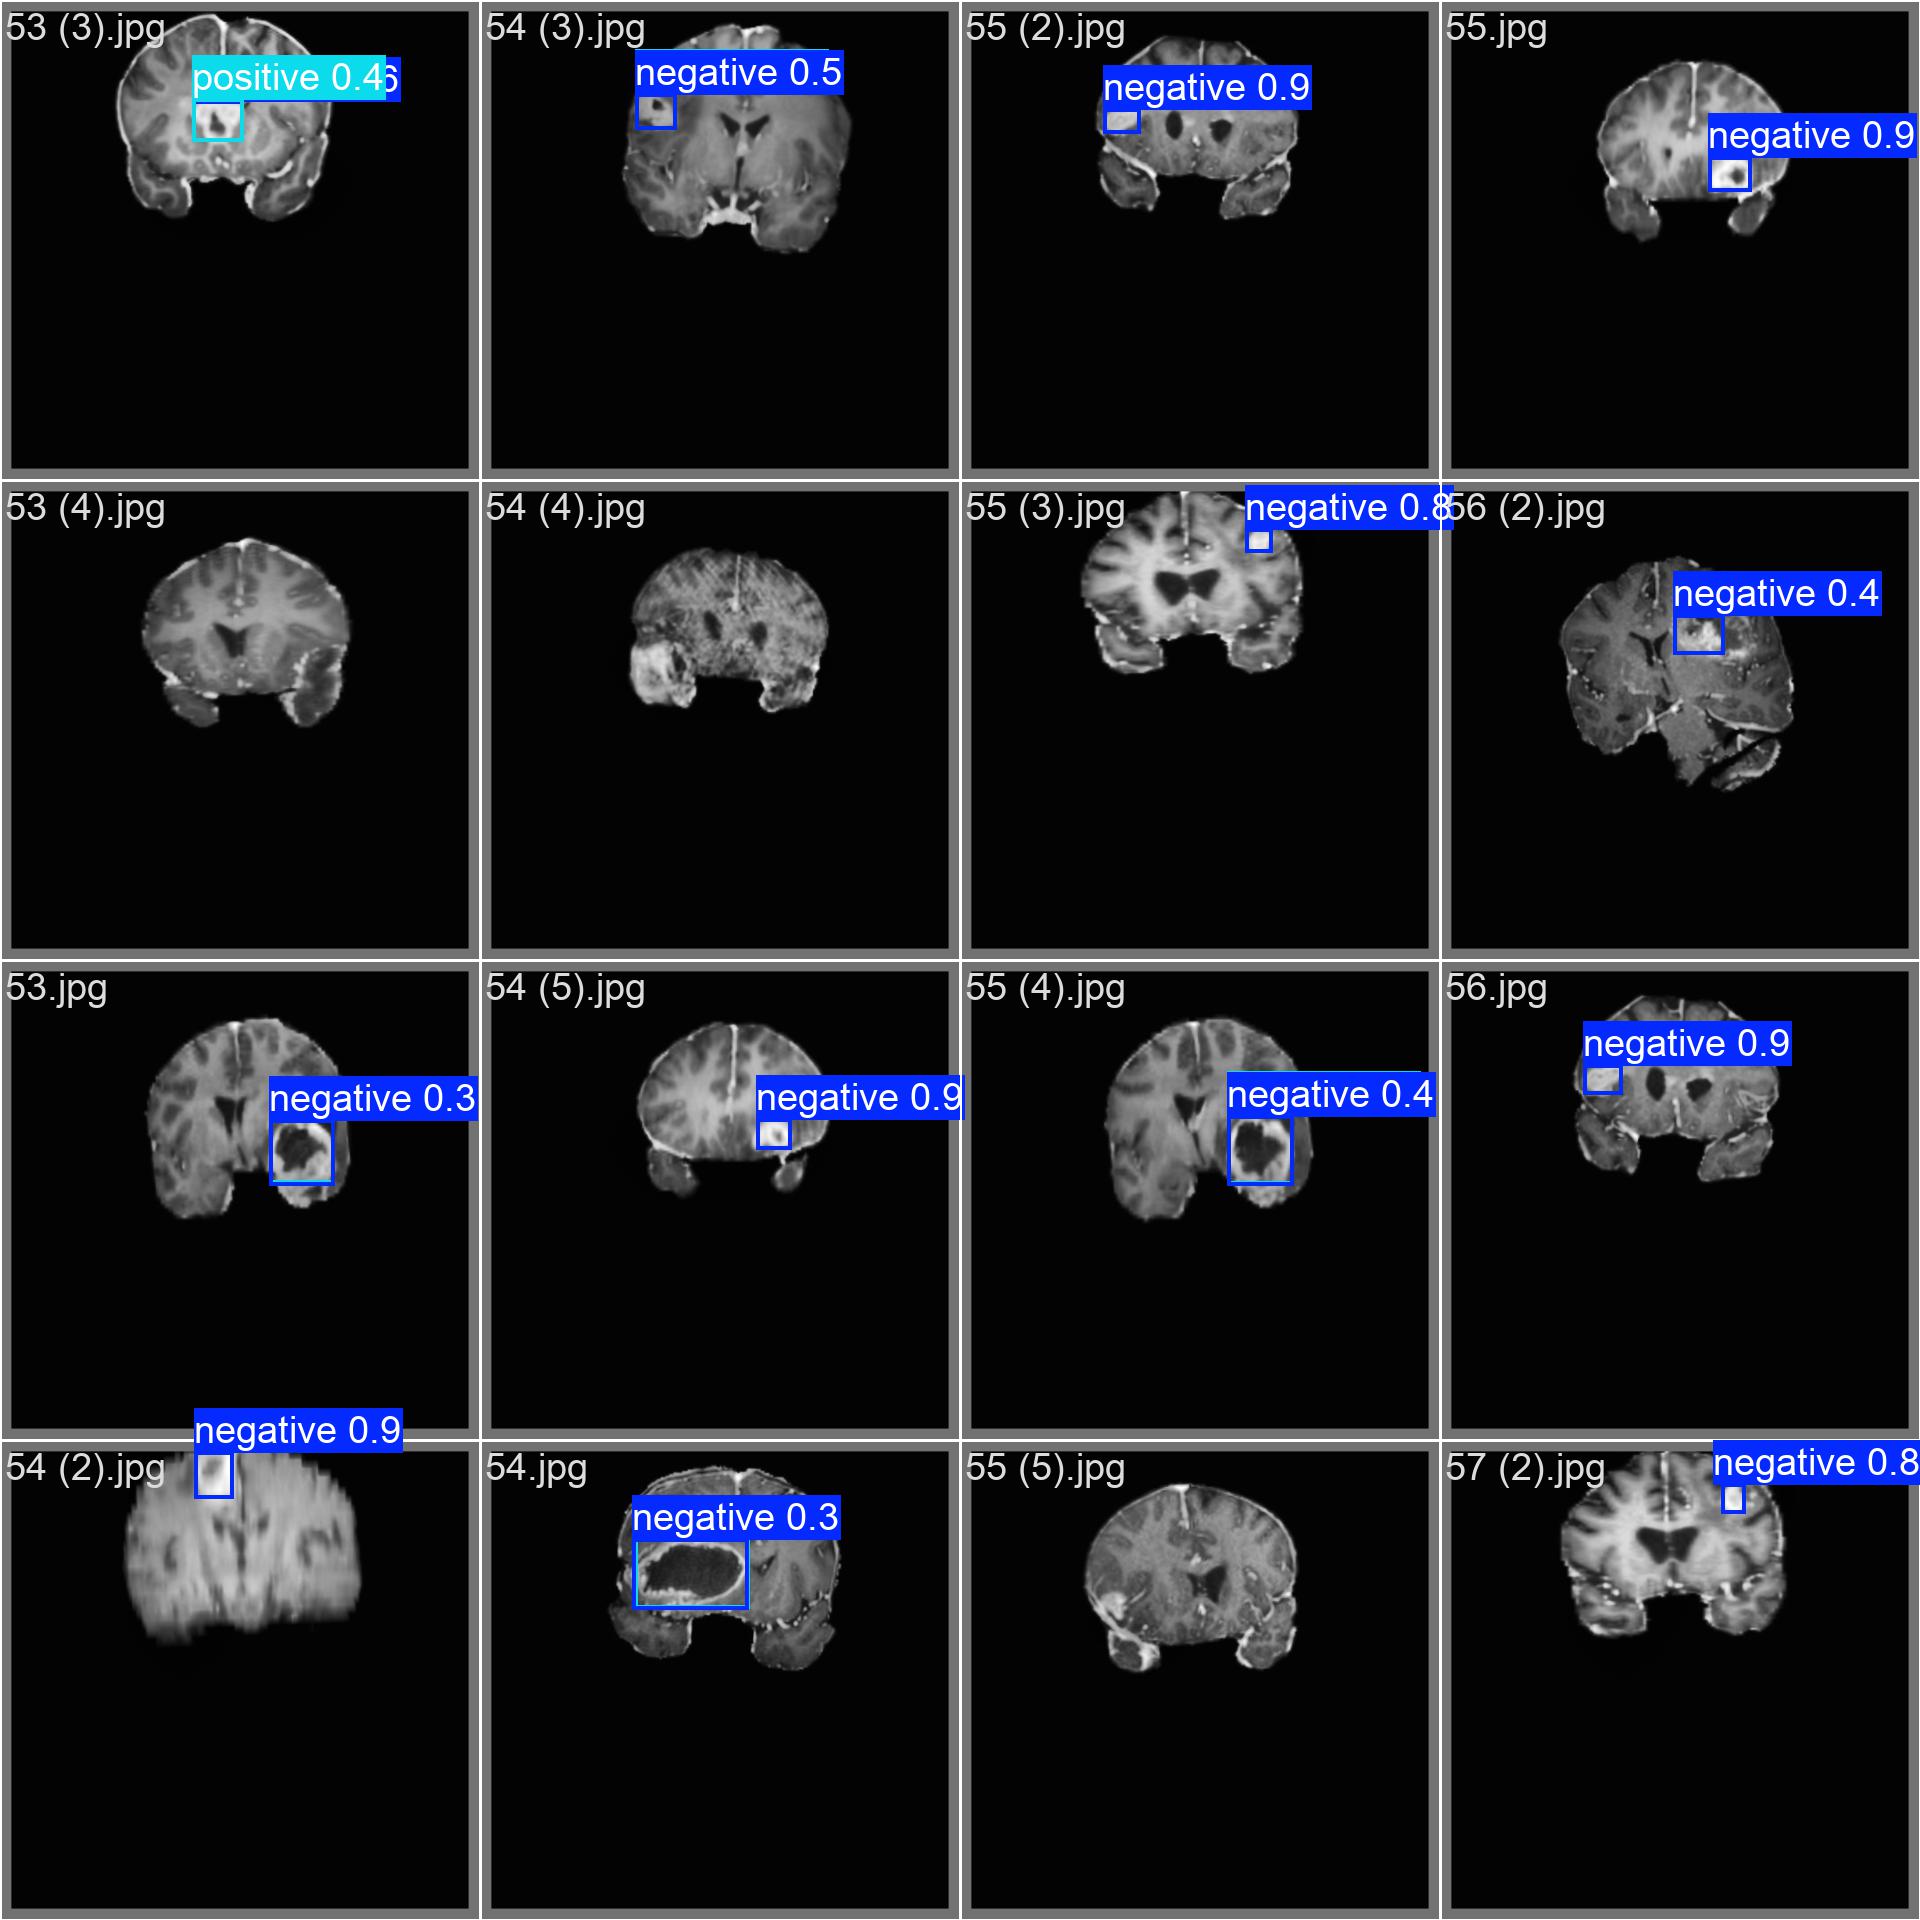 53 (3).jpg
positive 0.4
6
54 (3).jpg
negative 0.5
55 (2).jpg
negative 0.9
55.jpg
negative 0.9
53 (4).jpg
54 (4).jpg
55 (3).jpg
negative 0.8
56 (2).jpg
negative 0.4
53.jpg
negative 0.3
54 (5).jpg
negative 0.9
55 (4).jpg
negative 0.4
56.jpg
negative 0.9
54 (2).jpg
negative 0.9
54.jpg
negative 0.3
55 (5).jpg
57 (2).jpg
negative 0.8